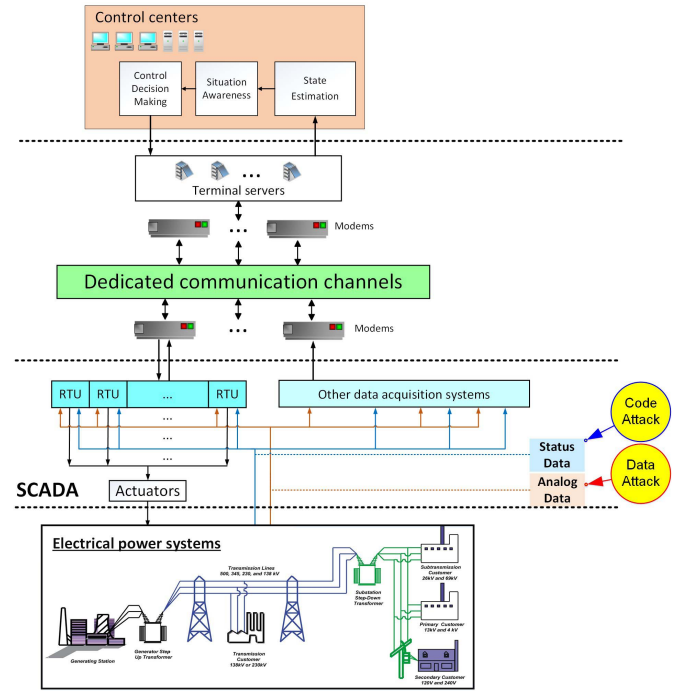 Control centers
Control
Decision
Making
Situation
Awareness
State
Estimation
...
Terminal servers
...
Modems
Dedicated communication channels
...
Modems
RTU
RTU
...
RTU
Other data acquisition systems
...
...
...
Code
Attack
Status
Data
Data
Attack
Analog
Data
SCADA
Actuators
Electrical power systems
Transmission Lines
500, 345, 230, and 138 kV
Substation
Step-Down
Transformer
Subtransmission
Customer
26kV and 69kV
Generating Station
Generator Step
Up Transformer
Transmission
Customer
138kV or 230kV
Primary Customer
13kV and 4 kV
Secondary Customer
120V and 240V